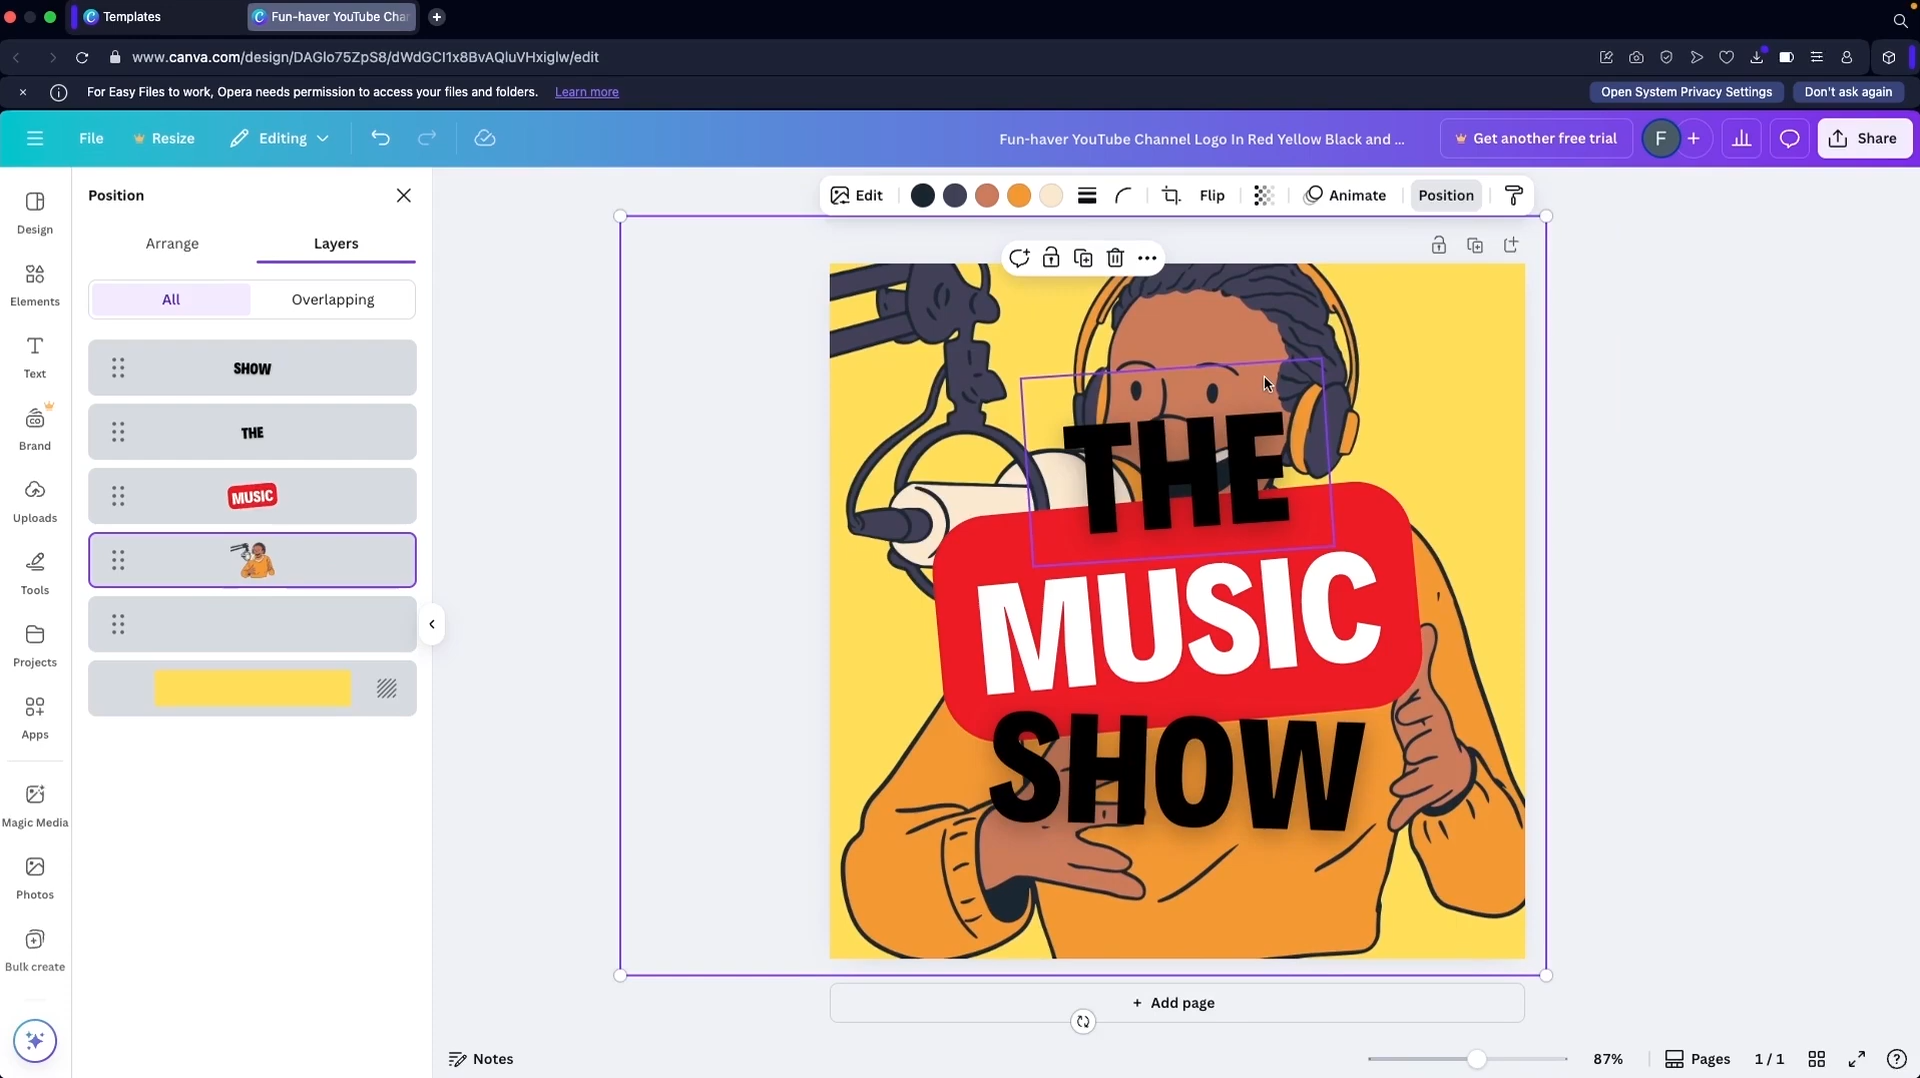 Templates
Fun-haver YouTube Cha
www.canva.com/design/DAGlo75ZpS8/dWdGCI1x8BvAQluVHxiglw/edit
For Easy Files to work, Opera needs permission to access your files and folders. Learn more
Open System Privacy Settings
Don't ask again
File
Resize
Editing
Fun-haver YouTube Channel Logo In Red Yellow Black and ...
Get another free trial
F
Share
Design
Elements
Text
Brand
Uploads
Tools
Projects
Apps
Magic Media
Photos
Bulk create
Position
Arrange
Layers
All
Overlapping
SHOW
THE
MUSIC
Edit
Flip
Animate
Position
THE
MUSIC
SHOW
+ Add page
Notes
87%
Pages
1 / 1